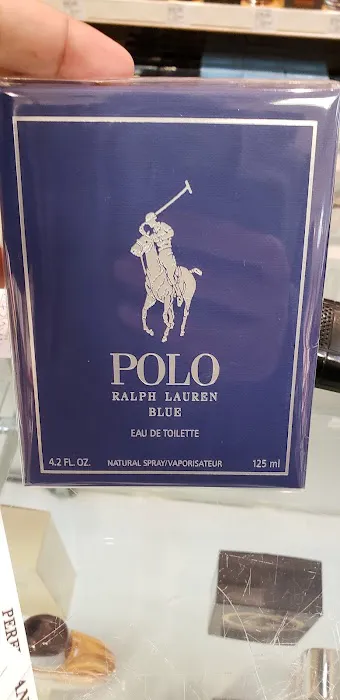 POLO
RALPH LAUREN
BLUE
EAU DE TOILETTE
4.2 FL. OZ. NATURAL SPRAY/VAPORISATEUR 125 ml